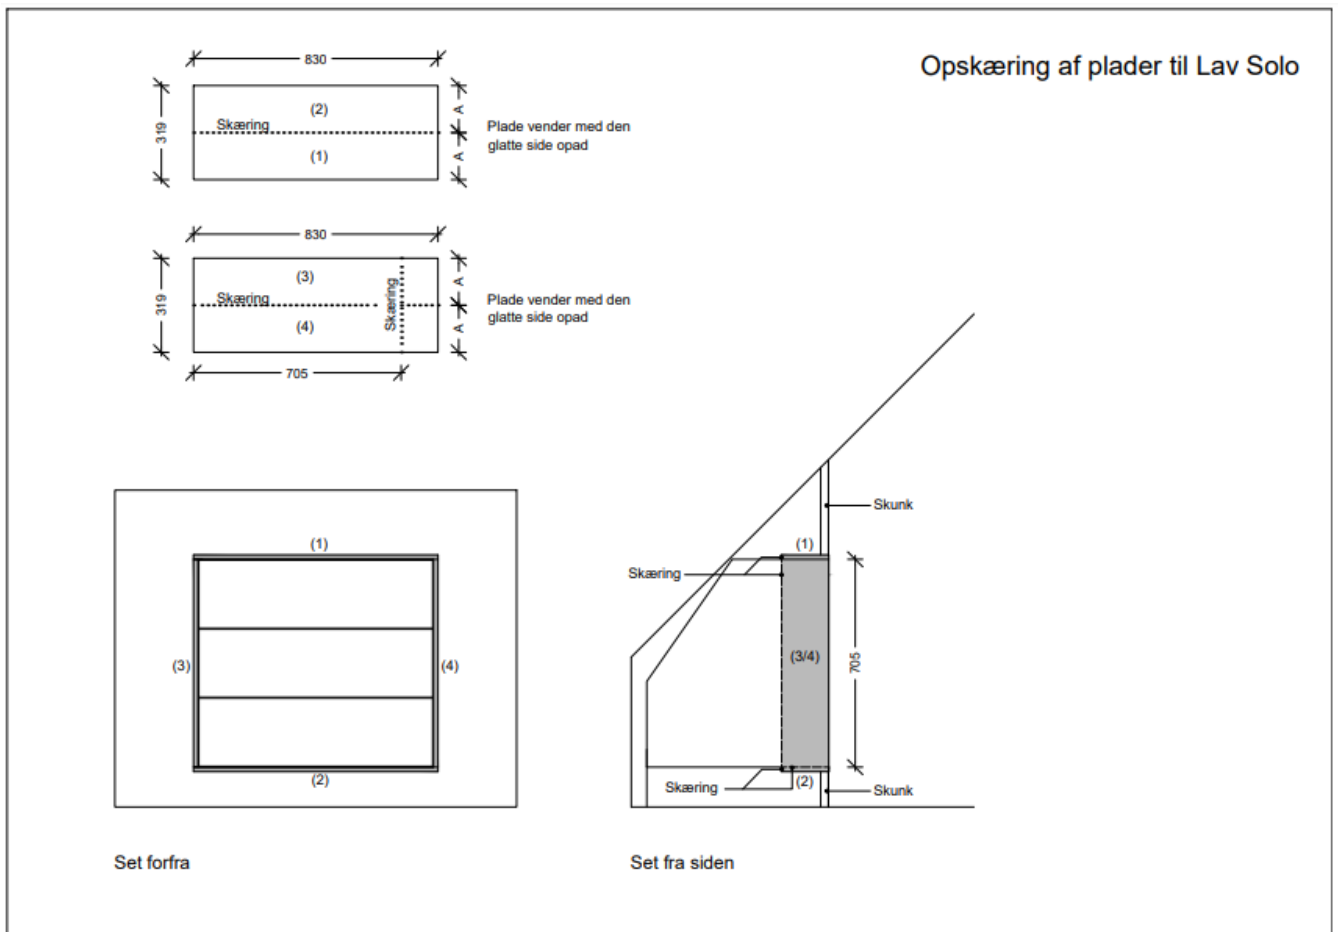 Opskæring af plader til Lav Solo
830
319
(2)
Skæring
(1)
A
A
Plade vender med den
glatte side opad
830
319
(3)
Skæring
(4)
Skæring
A
A
Plade vender med den
glatte side opad
705
(1)
(3)
(4)
(2)
Set forfra
Skunk
(1)
Skæring
(3/4)
705
Skæring
(2)
Skunk
Set fra siden